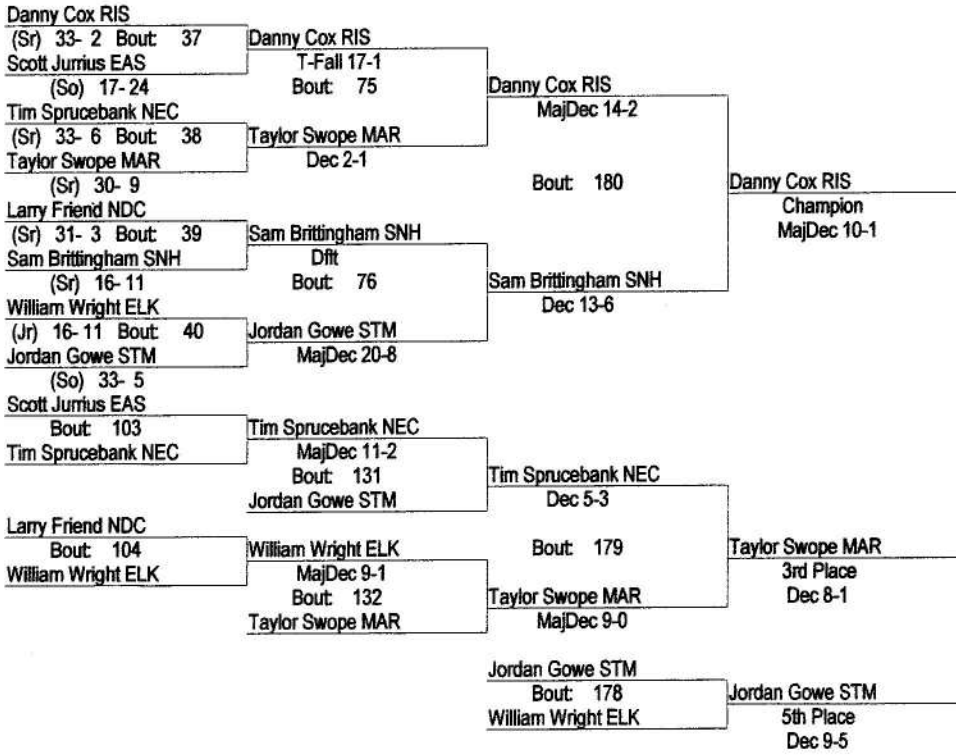 Danny Cox RIS
(Sr) 33- 2 Bout: 37
Scott Jurrius EAS
(So) 17-24
Tim Sprucebank NEC
(Sr) 33- 6 Bout: 38
Taylor Swope MAR
(Sr) 30- 9
Larry Friend NDC
(Sr) 31- 3 Bout: 39
Sam Brittingham SNH
(Sr) 16-11
William Wright ELK
(Jr) 16-11 Bout: 40
Jordan Gowe STM
(So) 33- 5
Scott Jurrius EAS
Bout: 103
Tim Sprucebank NEC
Larry Friend NDC
Bout: 104
William Wright ELK
Danny Cox RIS
T-Fall 17-1
Bout: 75
Taylor Swope MAR
Dec 2-1
Sam Brittingham SNH
Dflt
Bout: 76
Jordan Gowe STM
MajDec 20-8
Tim Sprucebank NEC
MajDec 11-2
Bout: 131
Jordan Gowe STM
William Wright ELK
MajDec 9-1
Bout: 132
Taylor Swope MAR
Danny Cox RIS
MajDec 14-2
Bout: 180
Sam Brittingham SNH
Dec 13-6
Tim Sprucebank NEC
Dec 5-3
Bout: 179
Taylor Swope MAR
MajDec 9-0
Jordan Gowe STM
Bout: 178
William Wright ELK
Danny Cox RIS
Champion
MajDec 10-1
Taylor Swope MAR
3rd Place
Dec 8-1
Jordan Gowe STM
5th Place
Dec 9-5